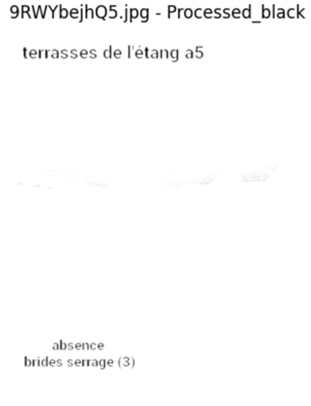 9RWYbejhQ5.jpg - Processed_black
terrasses de l'étang a5
absence
brides serrage (3)